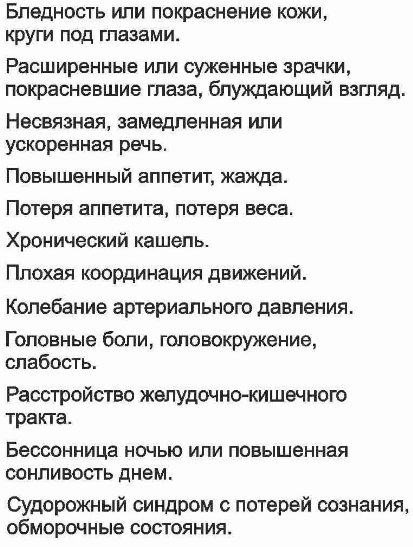 Бледность или покраснение кожи,
круги под глазами.
Расширенные или суженные зрачки,
покрасневшие глаза, блуждающий взгляд.
Несвязная, замедленная или
ускоренная речь.
Повышенный аппетит, жажда.
Потеря аппетита, потеря веса.
Хронический кашель.
Плохая координация движений.
Колебание артериального давления.
Головные боли, головокружение,
слабость.
Расстройство желудочно-кишечного
тракта.
Бессонница ночью или повышенная
сонливость днем.
Судорожный синдром с потерей сознания,
обморочные состояния.